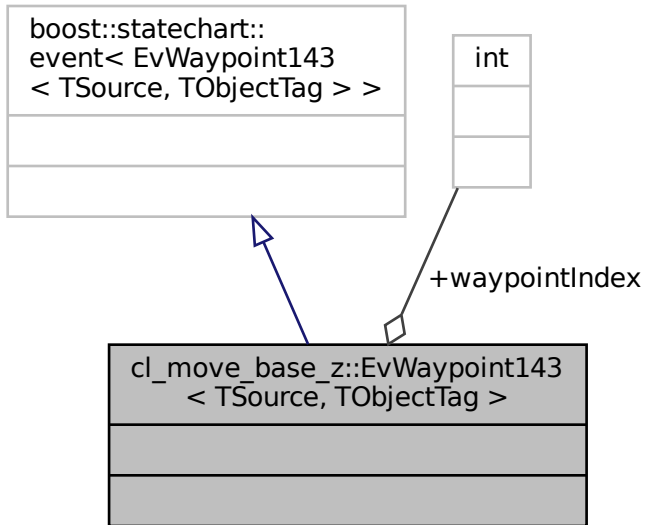 boost::statechart::
event< EvWaypoint143
< TSource, TObjectTag > >
int
+waypointIndex
cl_move_base_z::EvWaypoint143
< TSource, TObjectTag >